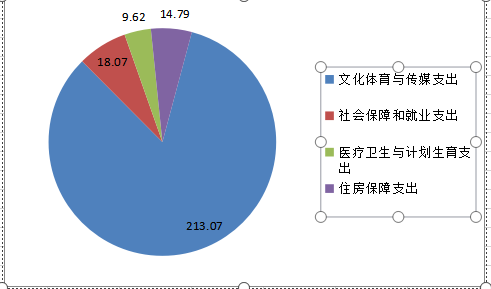 9.62
14.79
18.07
213.07
文化体育与传媒支出
社会保障和就业支出
医疗卫生与计划生育支
出
住房保障支出